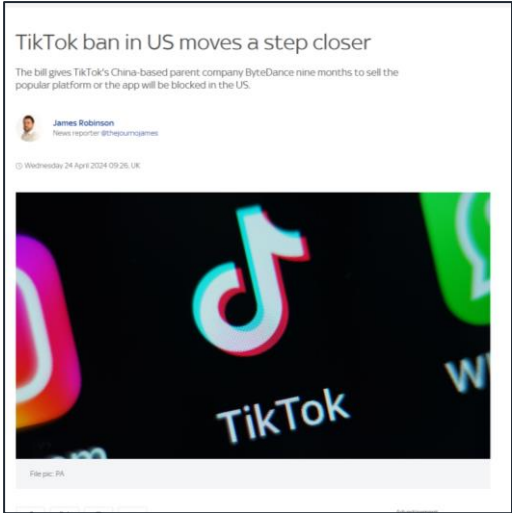 TikTok ban in US moves a step closer
The bill gives TikTok's China-based parent company ByteDance nine months to sell the
popular platform or the app will be blocked in the US.
James Robinson
News reporter @thejournojames
Wednesday 24 April 2024 09:26, UK
TikTok
File pic: PA